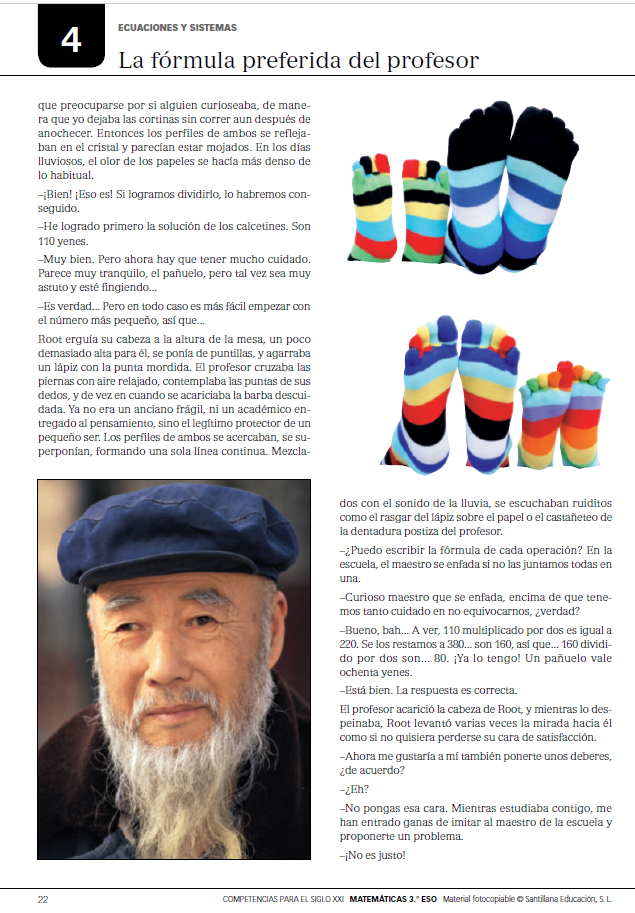 4
ECUACIONES Y SISTEMAS
La fórmula preferida del profesor
que preocuparse por si alguien curioseaba, de mane-
ra que yo dejaba las cortinas sin correr aun después de
anochecer. Entonces los perfiles de ambos se refleja-
ban en el cristal y parecían estar mojados. En los días
lluviosos, el olor de los papeles se hacía más denso de
lo habitual.
–¡Bien! ¡Eso es! Si logramos dividirlo, lo habremos con-
seguido.
–He logrado primero la solución de los calcetines. Son
110 yenes.
–Muy bien. Pero ahora hay que tener mucho cuidado.
Parece muy tranquilo, el pañuelo, pero tal vez sea muy
astuto y esté fingiendo...
–Es verdad... Pero en todo caso es más fácil empezar con
el número más pequeño, así que...
Root erguía su cabeza a la altura de la mesa, un poco
demasiado alta para él, se ponía de puntillas, y agarraba
un lápiz con la punta mordida. El profesor cruzaba las
piernas con aire relajado, contemplaba las puntas de sus
dedos, y de vez en cuando se acariciaba la barba descui-
dada. Ya no era un anciano frágil, ni un académico en-
tregado al pensamiento, sino el legítimo protector de un
pequeño ser. Los perfiles de ambos se acercaban, se su-
perponían, formando una sola línea continua. Mezcla-
dos con el sonido de la lluvia, se escuchaban ruiditos
como el rasgar del lápiz sobre el papel o el castañeteo de
la dentadura postiza del profesor.
–¿Puedo escribir la fórmula de cada operación? En la
escuela, el maestro se enfada si no las juntamos todas en
una.
–Curioso maestro que se enfada, encima de que tene-
mos tanto cuidado en no equivocarnos, ¿verdad?
–Bueno, bah... A ver, 110 multiplicado por dos es igual a
220. Se los restamos a 380... son 160, así que... 160 dividi-
do por dos son... 80. ¡Ya lo tengo! Un pañuelo vale
ochenta yenes.
–Está bien. La respuesta es correcta.
El profesor acarició la cabeza de Root, y mientras lo des-
peinaba, Root levantó varias veces la mirada hacia él
como si no quisiera perderse su cara de satisfacción.
–Ahora me gustaría a mí también ponerte unos deberes,
¿de acuerdo?
–¿Eh?
–No pongas esa cara. Mientras estudiaba contigo, me
han entrado ganas de imitar al maestro de la escuela y
proponerte un problema.
–¡No es justo!
22
COMPETENCIAS PARA EL SIGLO XXI MATEMÁTICAS 3.° ESO Material fotocopiable © Santillana Educación, S. L.